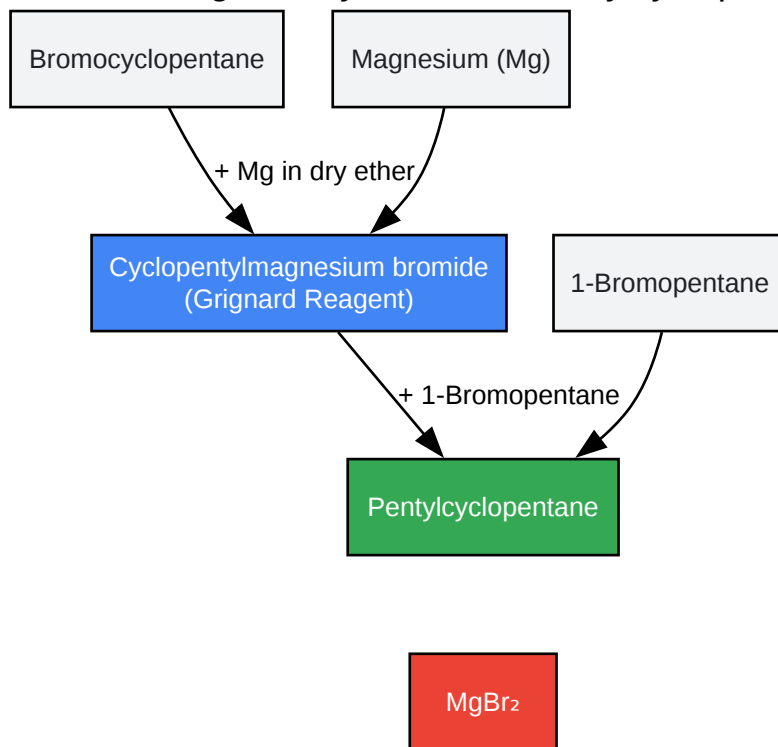 Bromocyclopentane
Magnesium (Mg)
+ Mg in dry ether
Cyclopentylmagnesium bromide
(Grignard Reagent)
1-Bromopentane
+ 1-Bromopentane
Pentylcyclopentane
MgBr₂